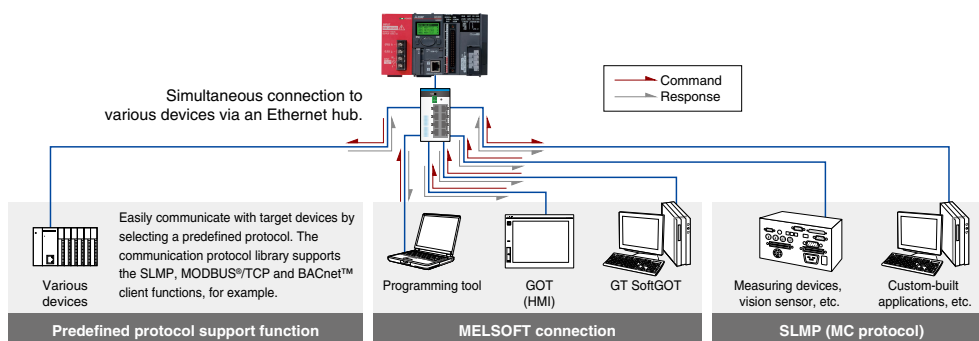 Simultaneous connection to
various devices via an Ethernet hub.
Command
Response
Easily communicate with target devices by
selecting a predefined protocol. The
communication protocol library supports
the SLMP, MODBUS®/TCP and BACnet™
client functions, for example.
Various
devices
Predefined protocol support function
Programming tool
GOT
(HMI)
GT SoftGOT
MELSOFT connection
Measuring devices,
vision sensor, etc.
Custom-built
applications, etc.
SLMP (MC protocol)